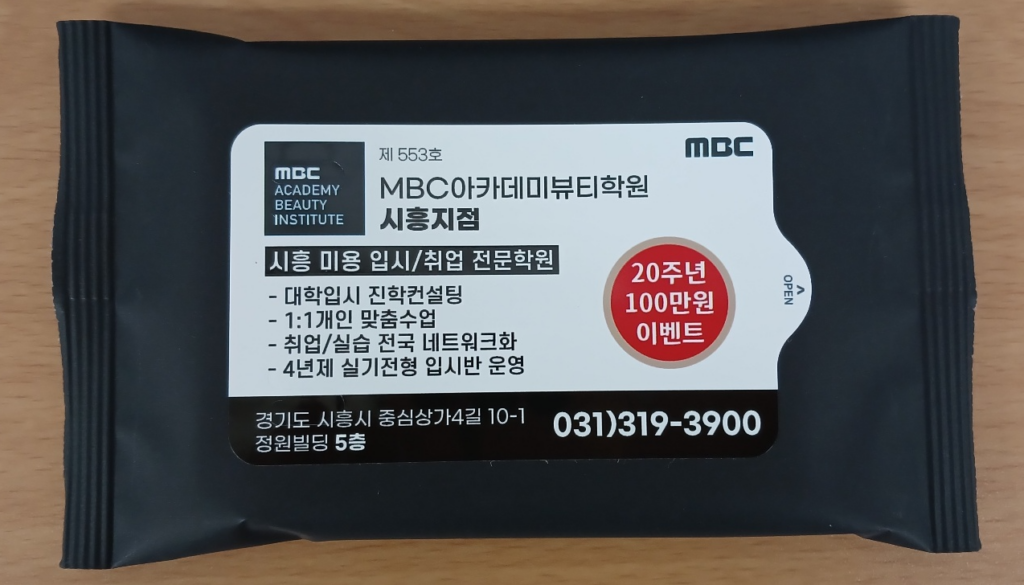 MBC
ACADEMY
BEAUTY
INSTITUTE
제 553호
MBC아카데미뷰티학원
시흥지점
MBC
시흥 미용 입시/취업 전문학원
- 대학입시 진학컨설팅
- 1:1개인 맞춤수업
- 취업/실습 전국 네트워크화
- 4년제 실기전형 입시반 운영
20주년
100만원
이벤트
OPEN
경기도 시흥시 중심상가4길 10-1
정원빌딩 5층
031)319-3900